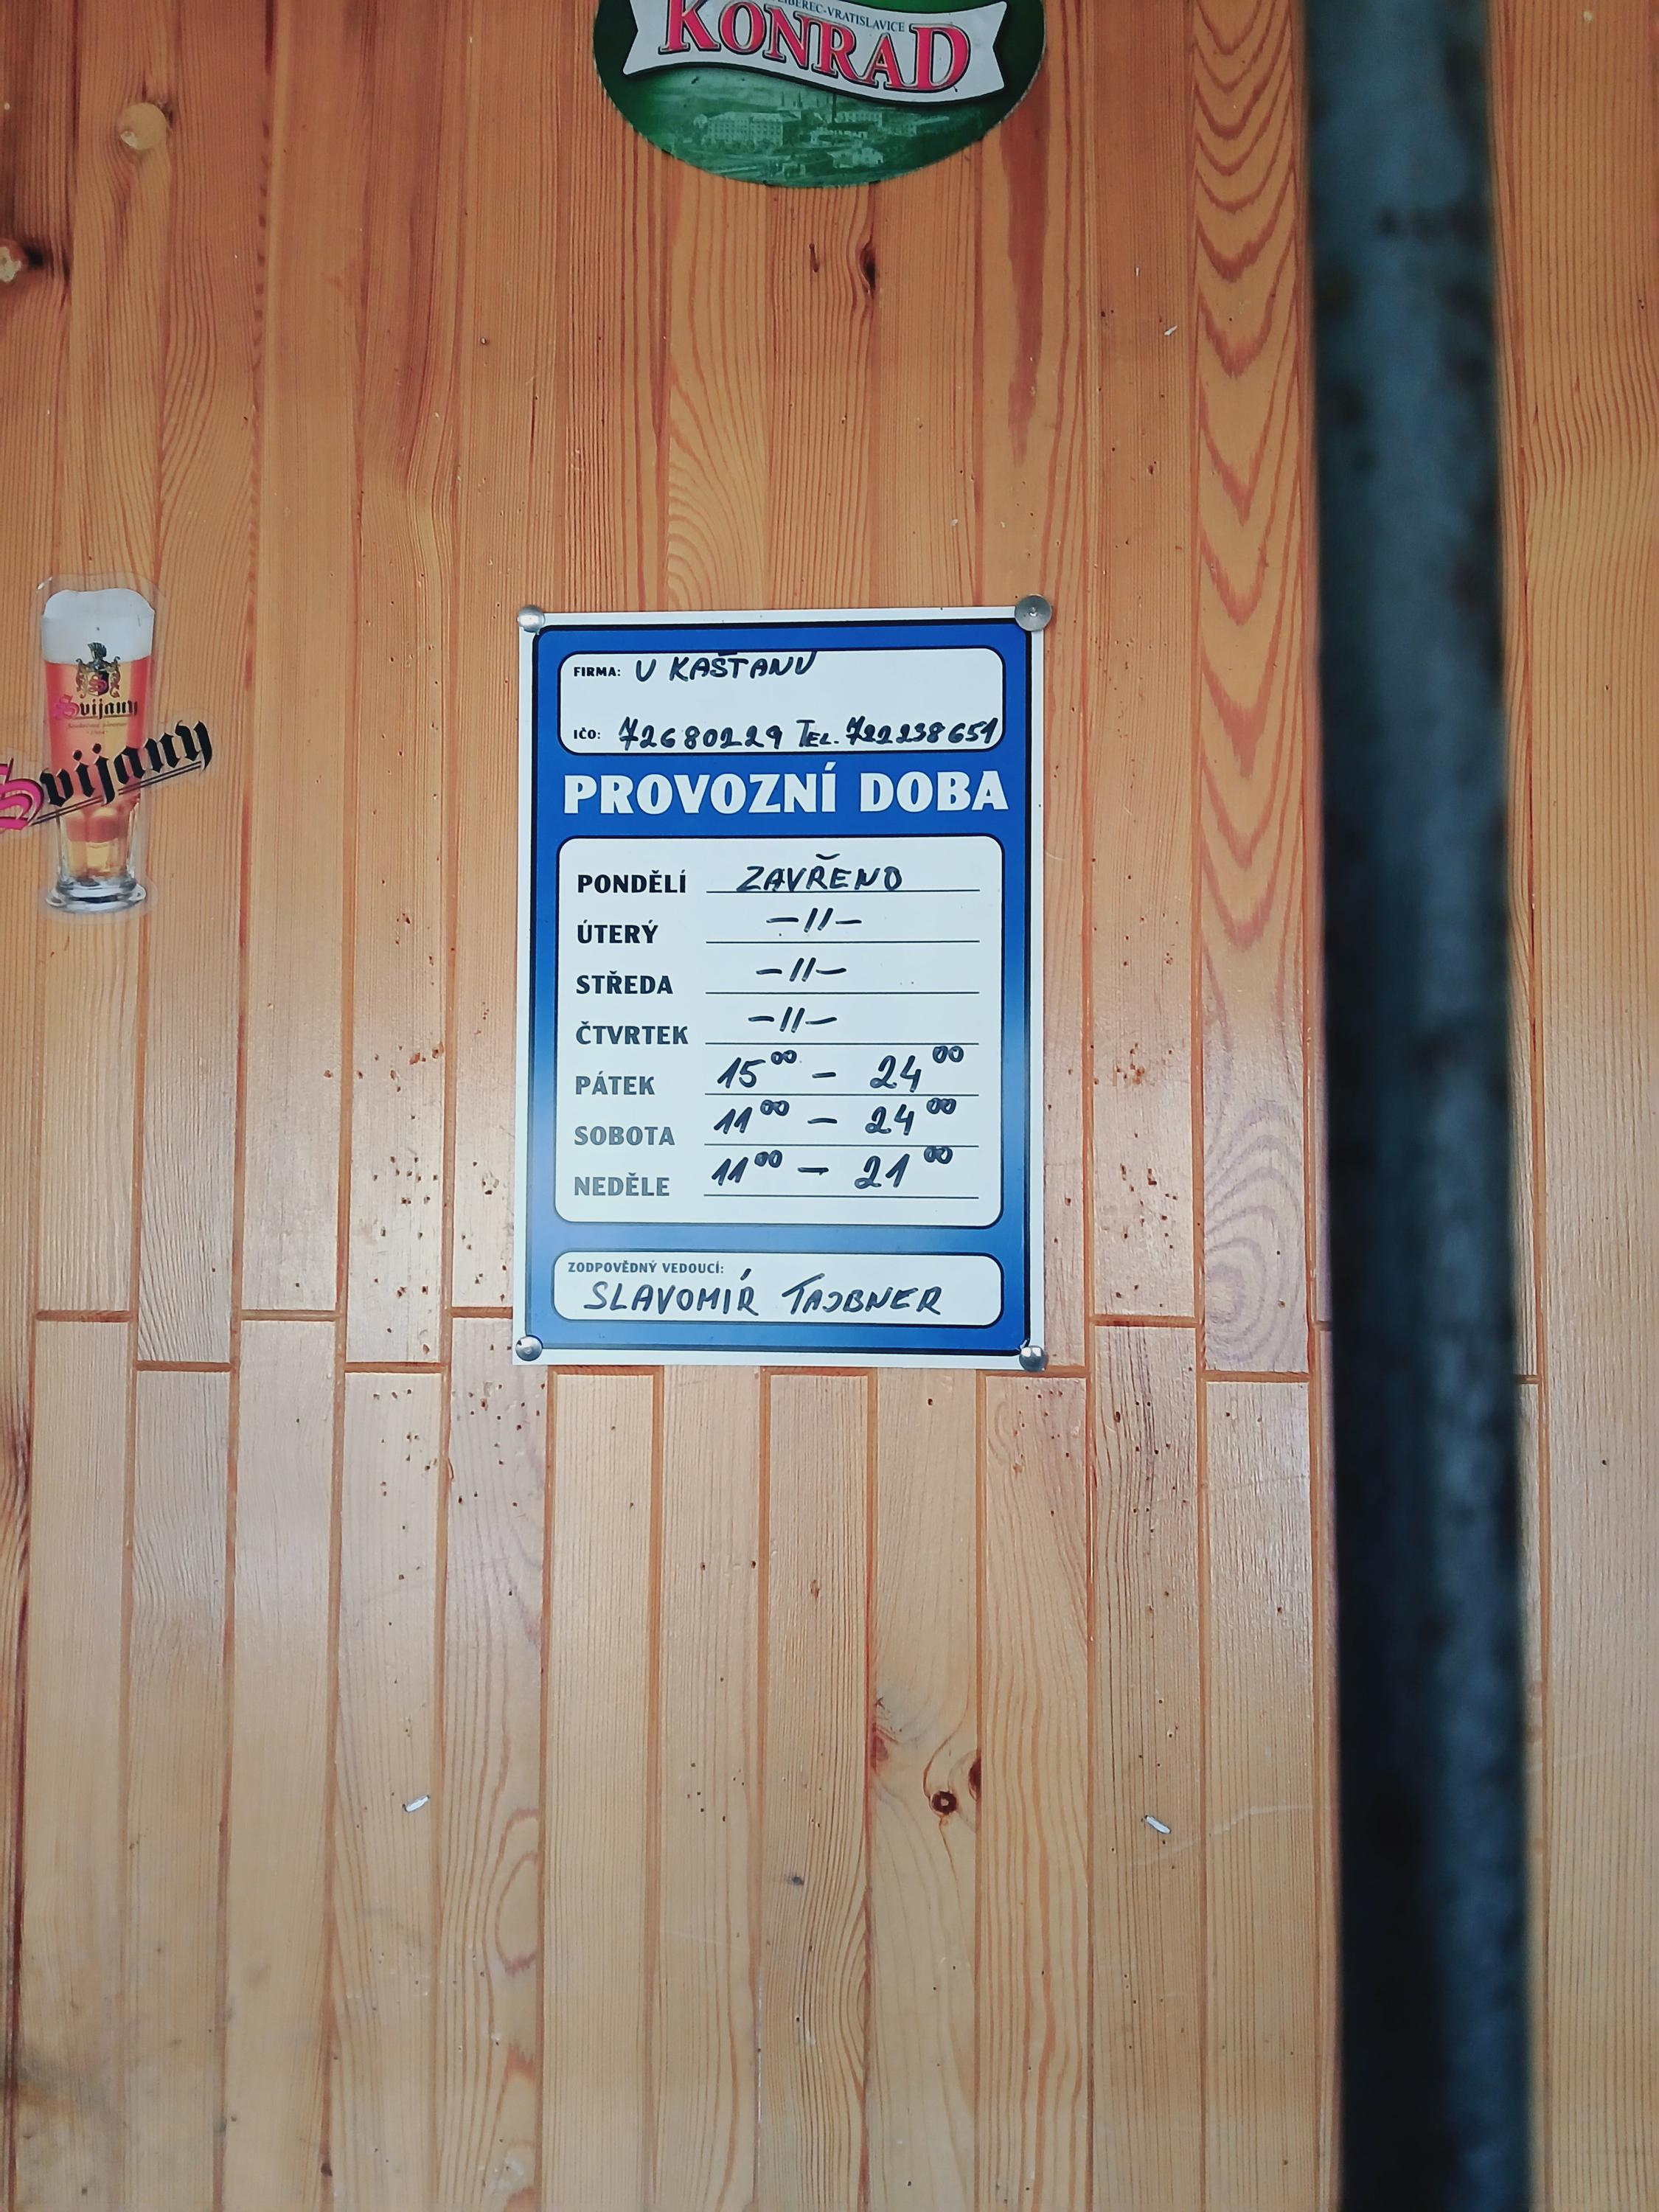 LIBEREC-VRATISLAVICE
KONRAD
Svijany
Svijany
FIRMA: U KAŠTANU
IČO: 72680229 TEL. 722238651
PROVOZNÍ DOBA
PONDĚLÍ ZAVŘENO
ÚTERÝ —11—
STŘEDA —11—
ČTVRTEK —11—
PÁTEK 15⁰⁰ — 24⁰⁰
SOBOTA 11⁰⁰ — 24⁰⁰
NEDĚLE 11⁰⁰ — 21⁰⁰
ZODPOVĚDNÝ VEDOUCÍ:
SLAVOMÍR TAJBNER